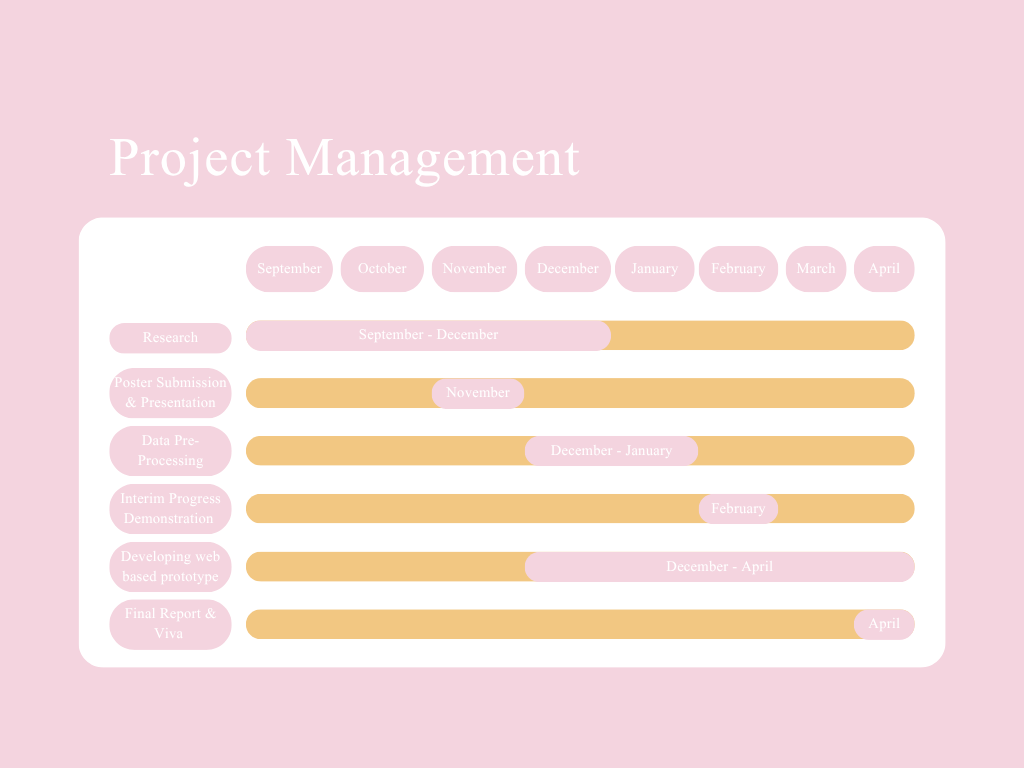 Project Management
September October November December January February March April
Research September - December
Poster Submission
& Presentation
November
Data Pre-
Processing
December - January
Interim Progress
Demonstration
February
Developing web
based prototype
December - April
Final Report &
Viva
April